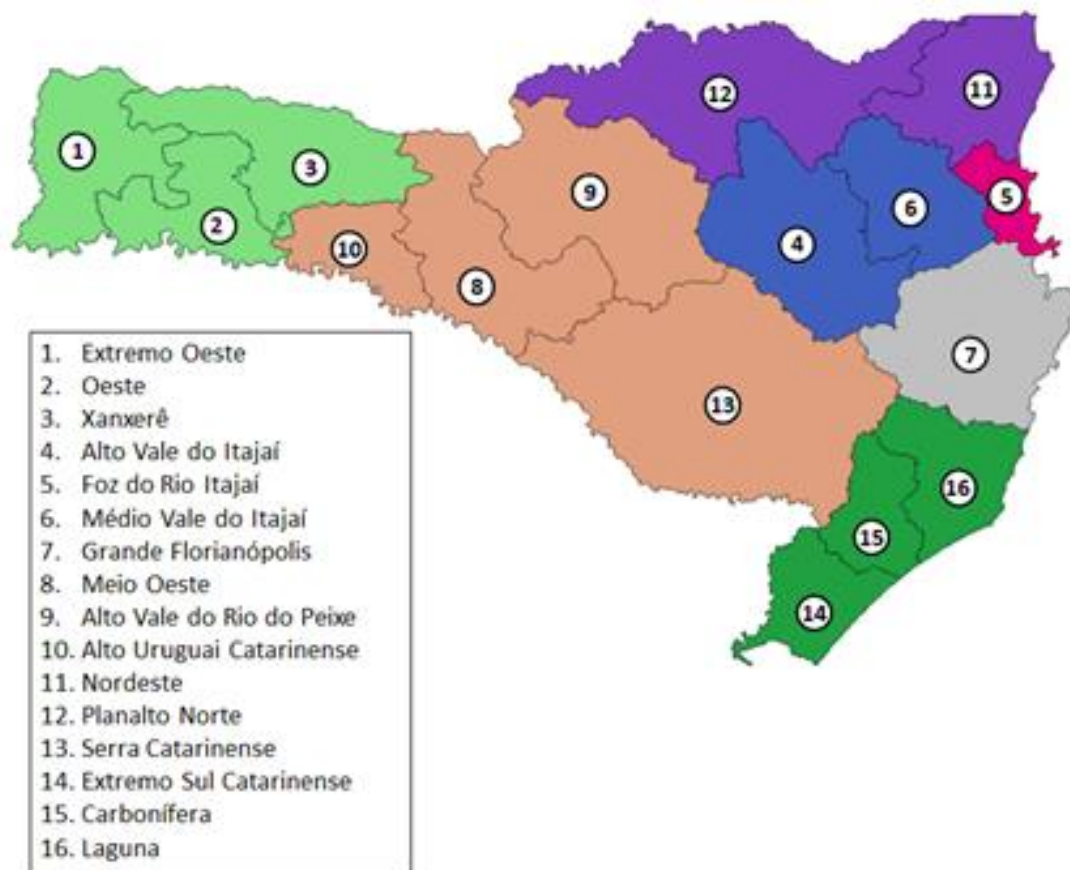 12
11
1
3
9
5
6
2
4
10
8
7
13
16
15
14
1. Extremo Oeste
2. Oeste
3. Xanxerê
4. Alto Vale do Itajaí
5. Foz do Rio Itajaí
6. Médio Vale do Itajaí
7. Grande Florianópolis
8. Meio Oeste
9. Alto Vale do Rio do Peixe
10. Alto Uruguai Catarinense
11. Nordeste
12. Planalto Norte
13. Serra Catarinense
14. Extremo Sul Catarinense
15. Carbonífera
16. Laguna